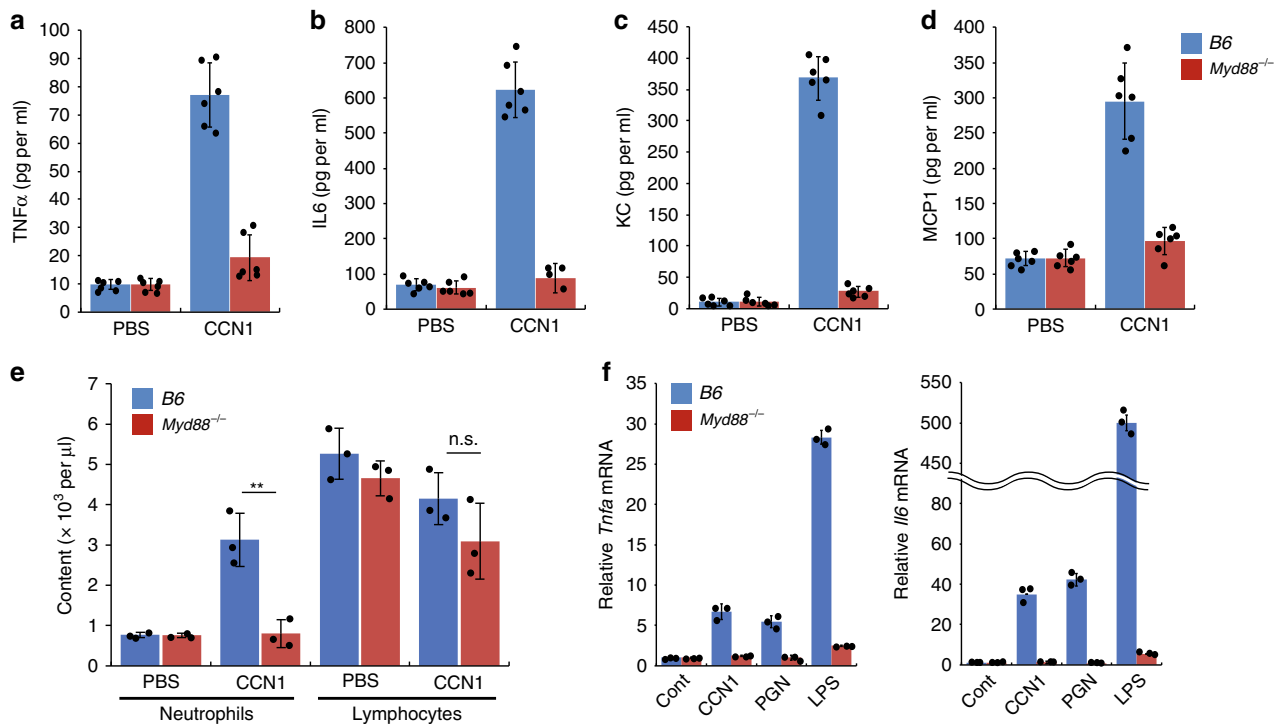 a
TNFα (pg per ml)
100
90
80
70
60
50
40
30
20
10
0
PBS
CCN1
b
IL6 (pg per ml)
800
700
600
500
400
300
200
100
0
PBS
CCN1
c
KC (pg per ml)
450
400
350
300
250
200
150
100
50
0
PBS
CCN1
d
MCP1 (pg per ml)
400
350
300
250
200
150
100
50
0
PBS
CCN1
B6
Myd88−/−
e
Content (× 10³ per μl)
7
6
5
4
3
2
1
0
B6
Myd88−/−
**
n.s.
PBS
CCN1
PBS
CCN1
Neutrophils
Lymphocytes
f
Relative Tnfa mRNA
35
30
25
20
15
10
5
0
B6
Myd88−/−
Cont
CCN1
PGN
LPS
Relative Il6 mRNA
550
500
450
80
60
40
20
0
Cont
CCN1
PGN
LPS